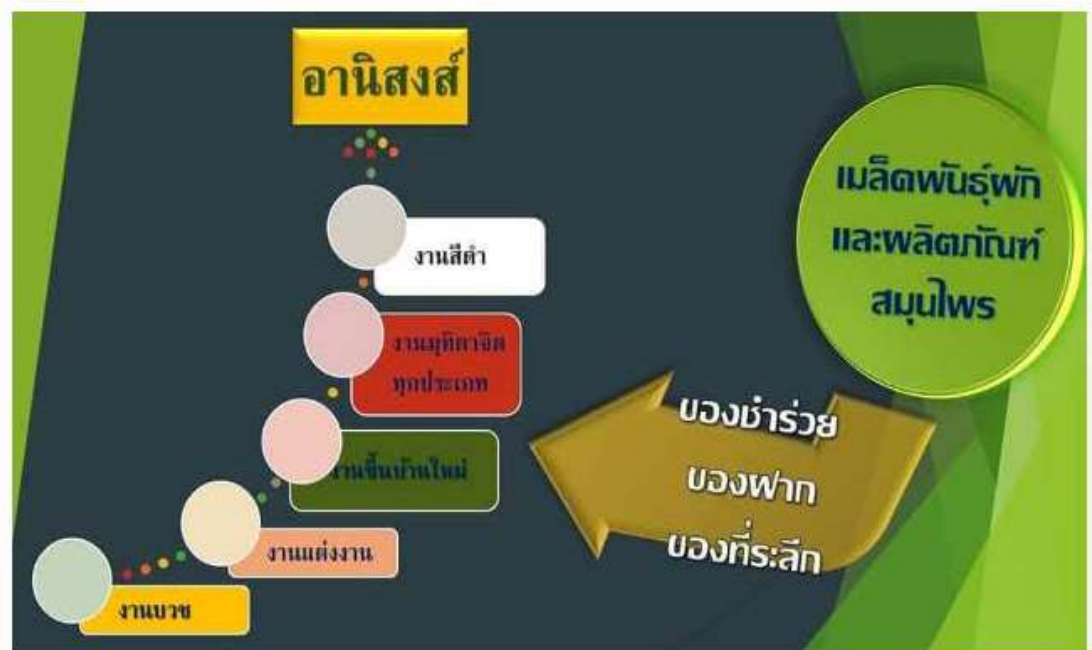 อานิสงส์
เมล็ดพันธุ์ผัก
และผลิตภัณฑ์
สมุนไพร
งานสีดำ
งานมุทิตาจิต
ทุกประเภท
ของชำร่วย
ของฝาก
ของที่ระลึก
งานขึ้นบ้านใหม่
งานแต่งงาน
งานบวช